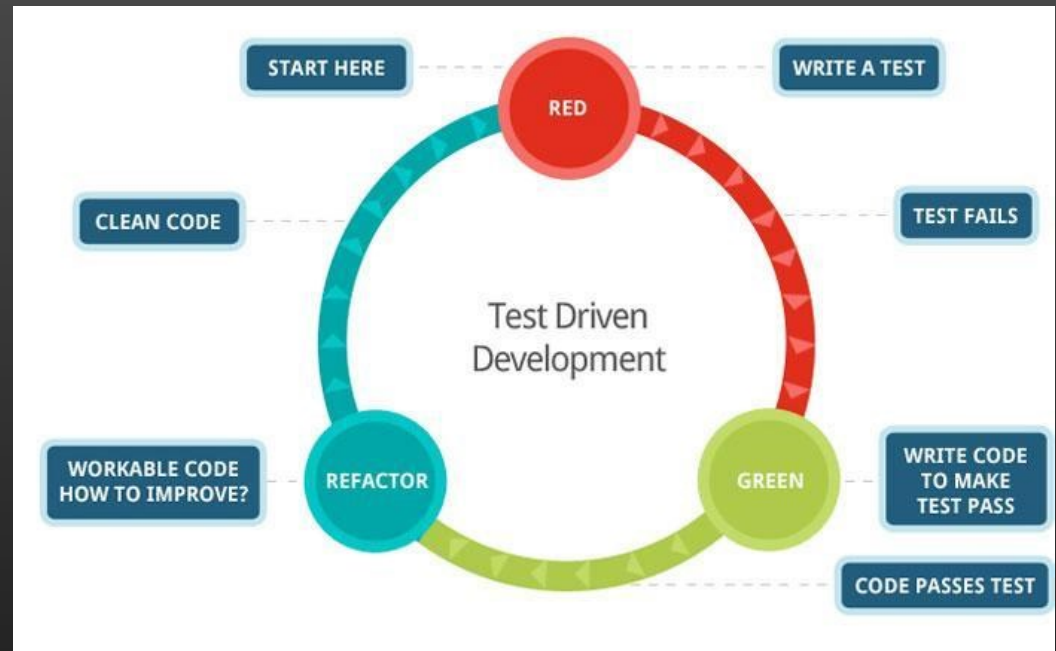 START HERE
RED
WRITE A TEST
CLEAN CODE
TEST FAILS
Test Driven
Development
WORKABLE CODE
HOW TO IMPROVE?
REFACTOR
GREEN
WRITE CODE
TO MAKE
TEST PASS
CODE PASSES TEST